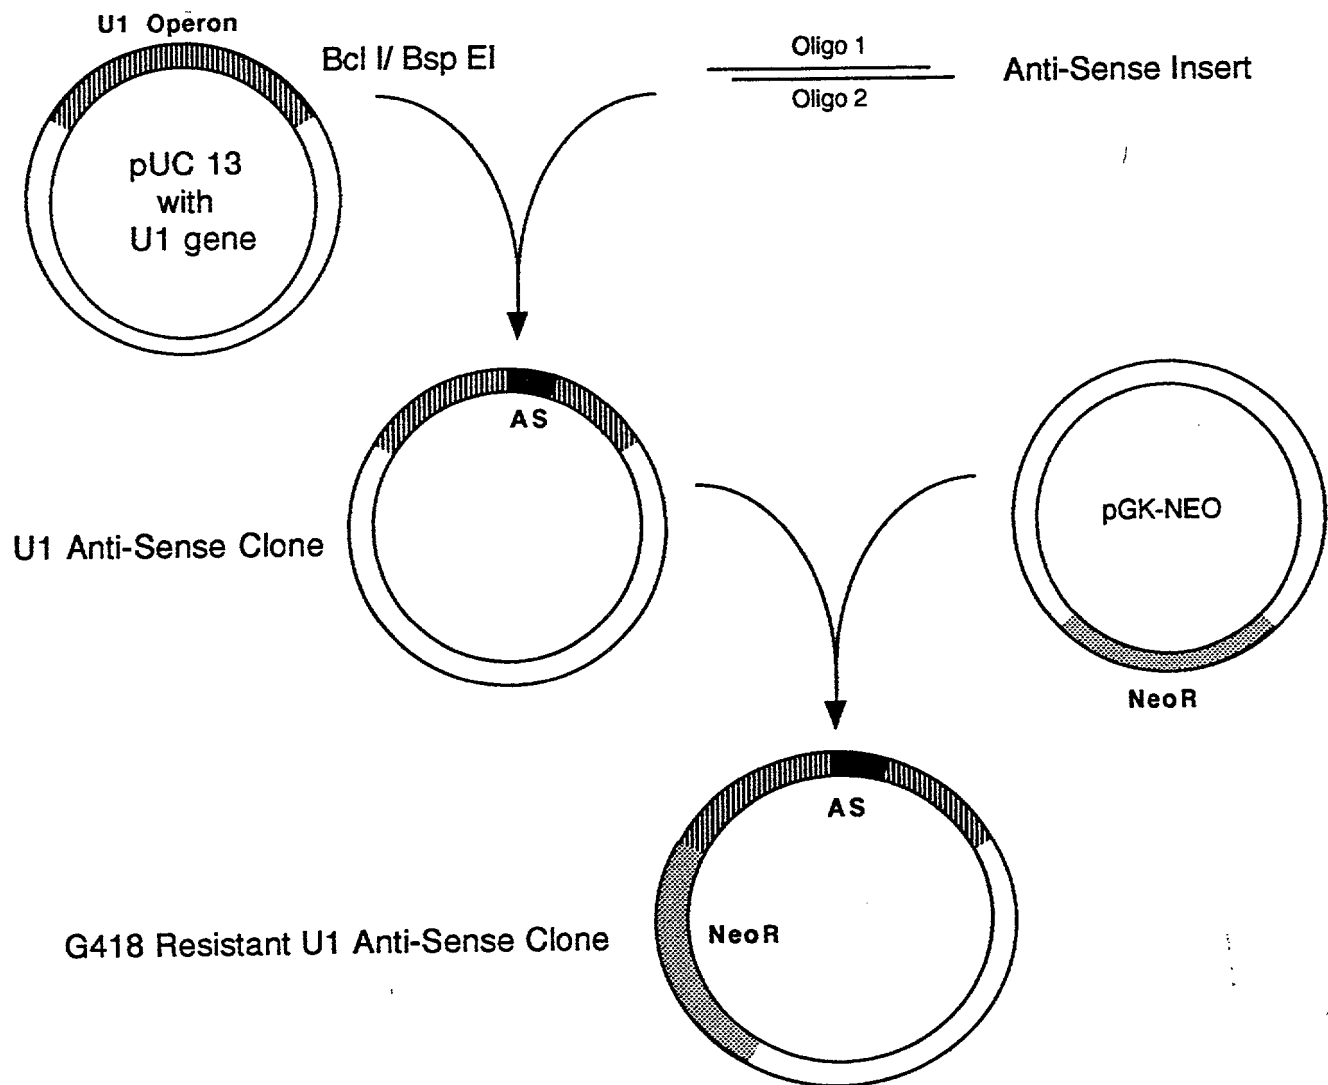 U1 Operon
Bcl I/ Bsp EI
Oligo 1
Oligo 2
Anti-Sense Insert
pUC 13
with
U1 gene
AS
U1 Anti-Sense Clone
pGK-NEO
NeoR
AS
NeoR
G418 Resistant U1 Anti-Sense Clone